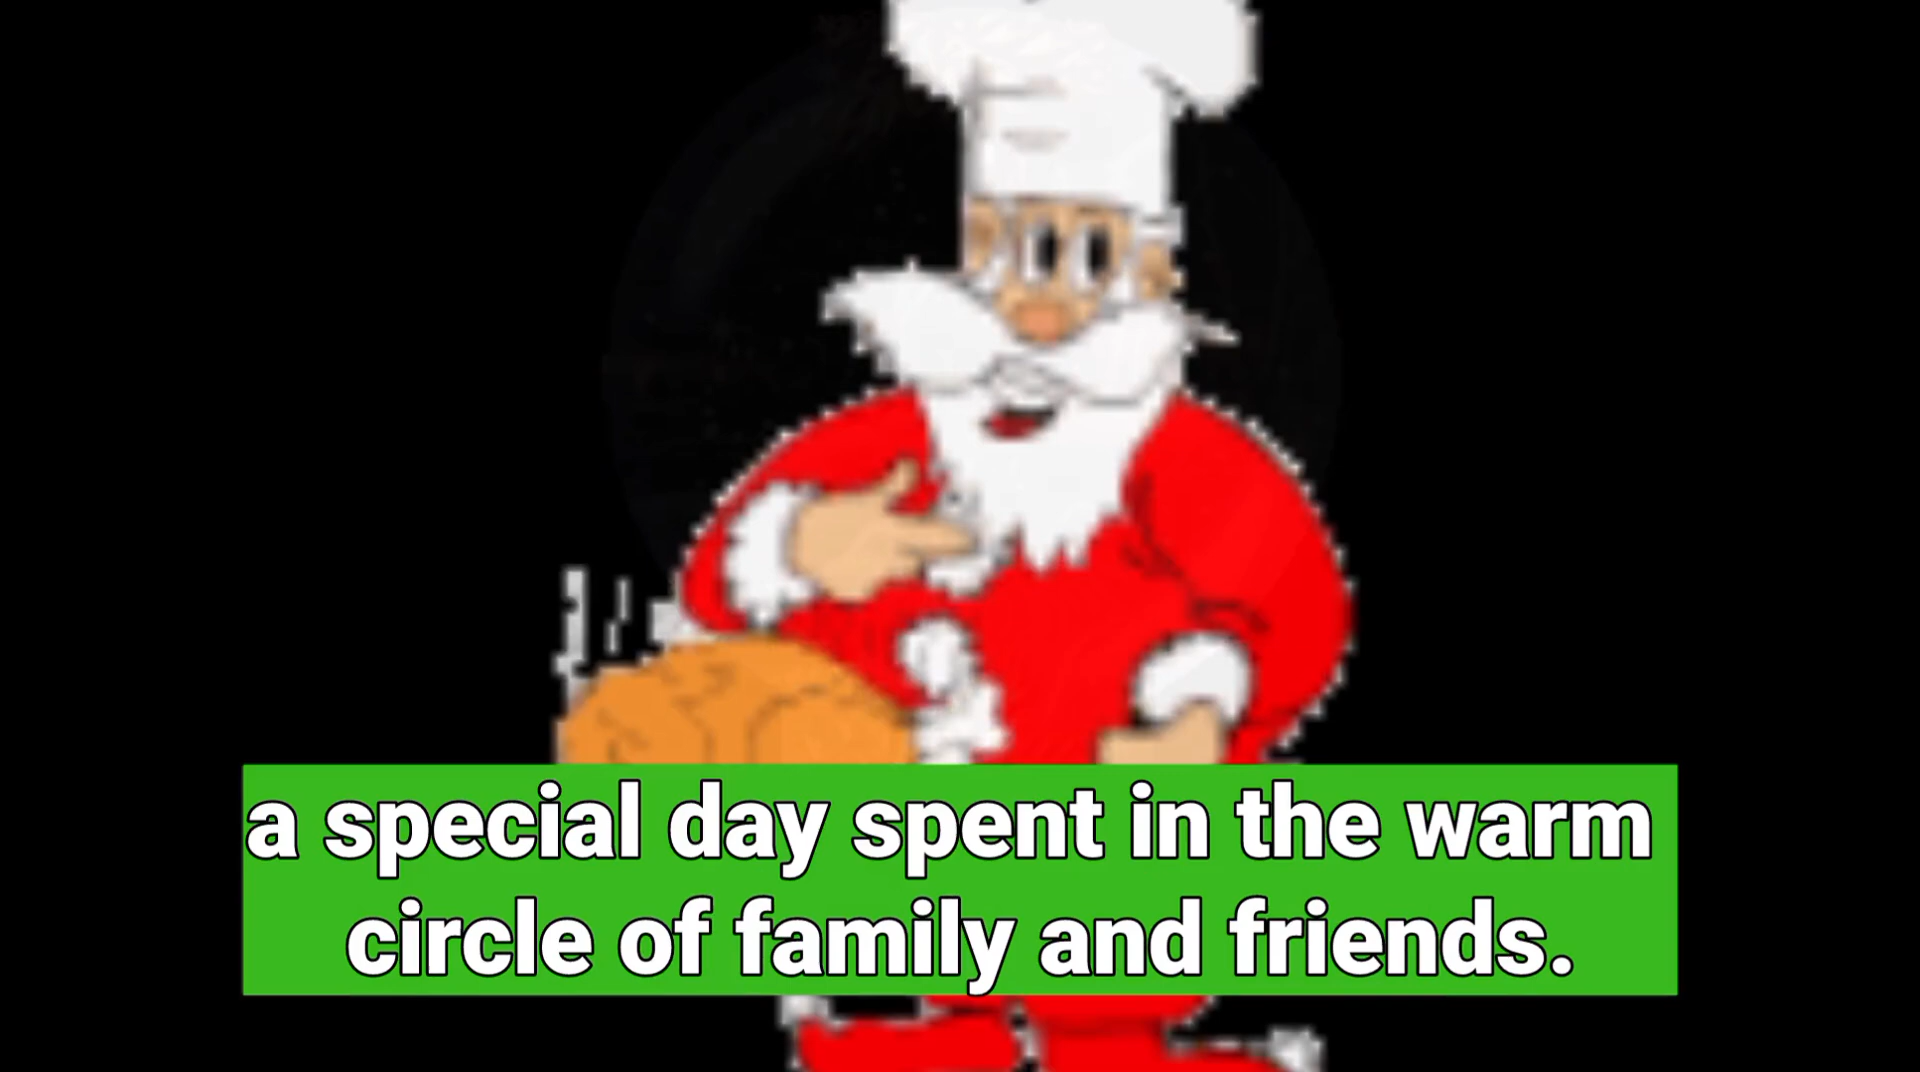 a special day spent in the warm
circle of family and friends.